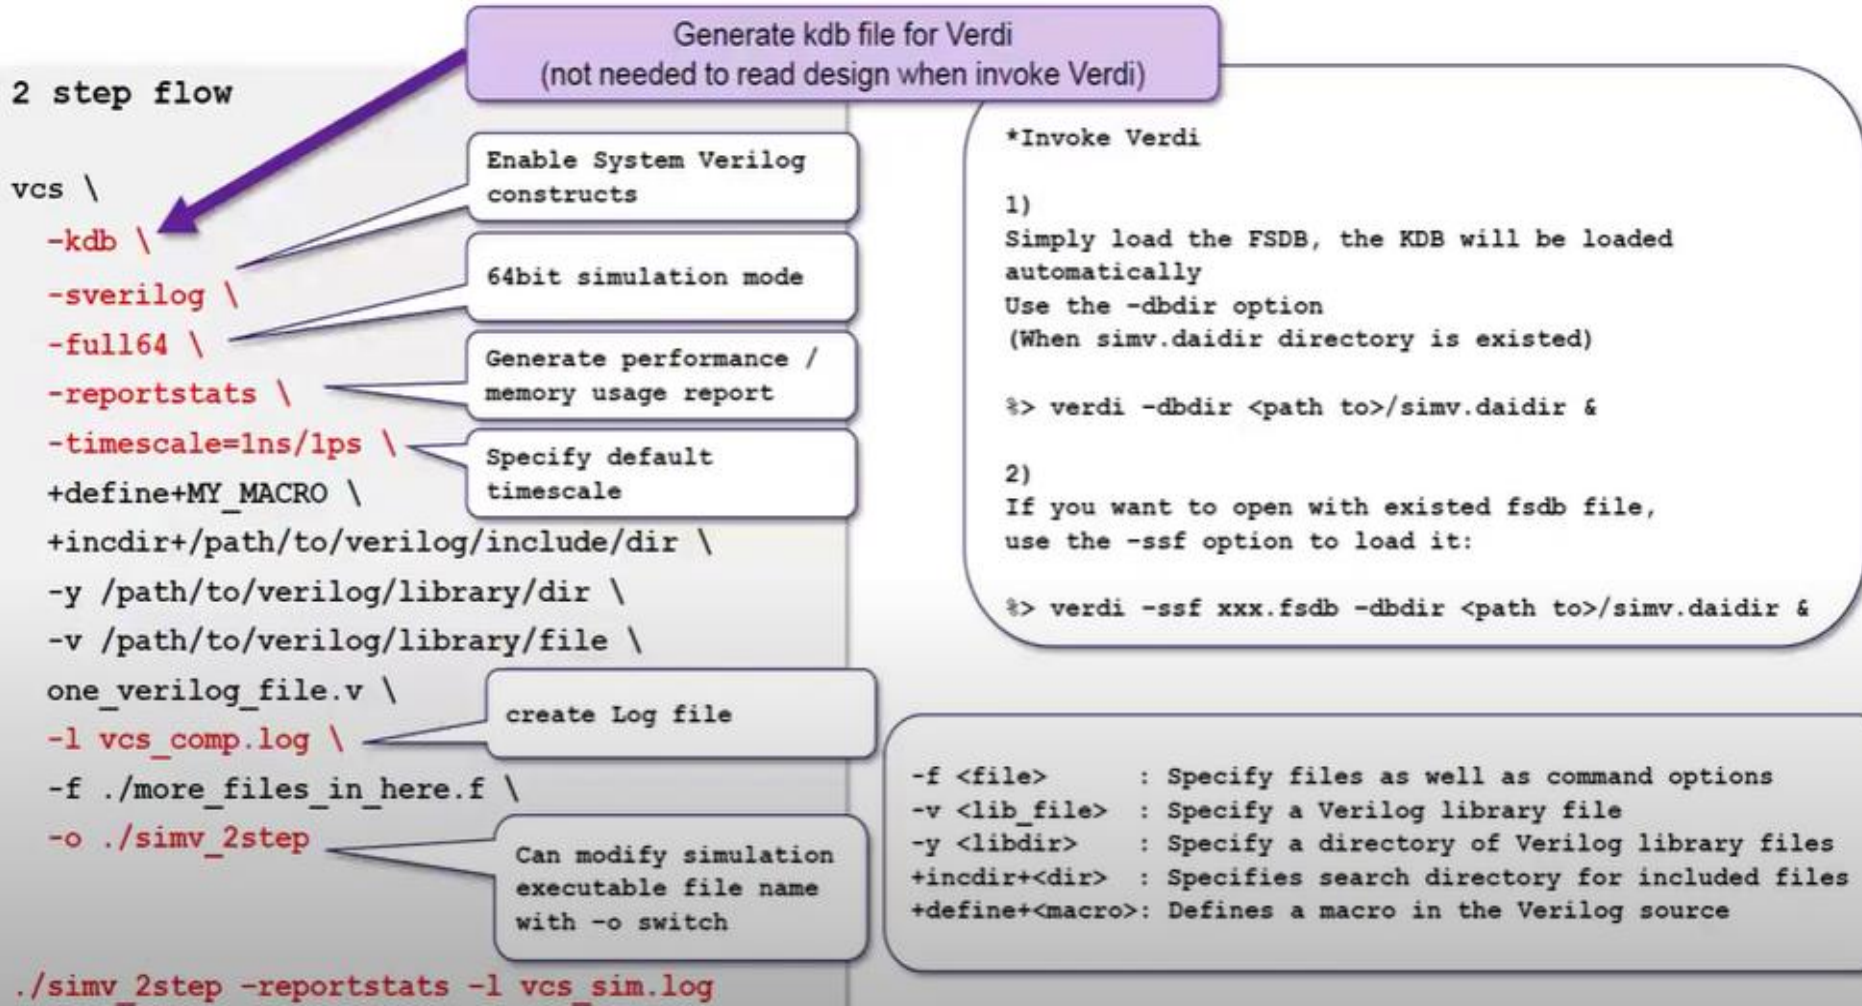 Generate kdb file for Verdi
(not needed to read design when invoke Verdi)
2 step flow
vcs \
-kdb \
-sverilog \
-full64 \
-reportstats \
-timescale=1ns/1ps \
+define+MY_MACRO \
+incdir+/path/to/verilog/include/dir \
-y /path/to/verilog/library/dir \
-v /path/to/verilog/library/file \
one_verilog_file.v \
-l vcs_comp.log \
-f ./more_files_in_here.f \
-o ./simv_2step
./simv_2step -reportstats -l vcs_sim.log
Enable System Verilog
constructs
64bit simulation mode
Generate performance /
memory usage report
Specify default
timescale
create Log file
Can modify simulation
executable file name
with -o switch
*Invoke Verdi
1)
Simply load the FSDB, the KDB will be loaded
automatically
Use the -dbdir option
(When simv.daidir directory is existed)
%> verdi -dbdir <path to>/simv.daidir &
2)
If you want to open with existed fsdb file,
use the -ssf option to load it:
%> verdi -ssf xxx.fsdb -dbdir <path to>/simv.daidir &
-f <file> : Specify files as well as command options
-v <lib_file> : Specify a Verilog library file
-y <libdir> : Specify a directory of Verilog library files
+incdir+<dir> : Specifies search directory for included files
+define+<macro>: Defines a macro in the Verilog source